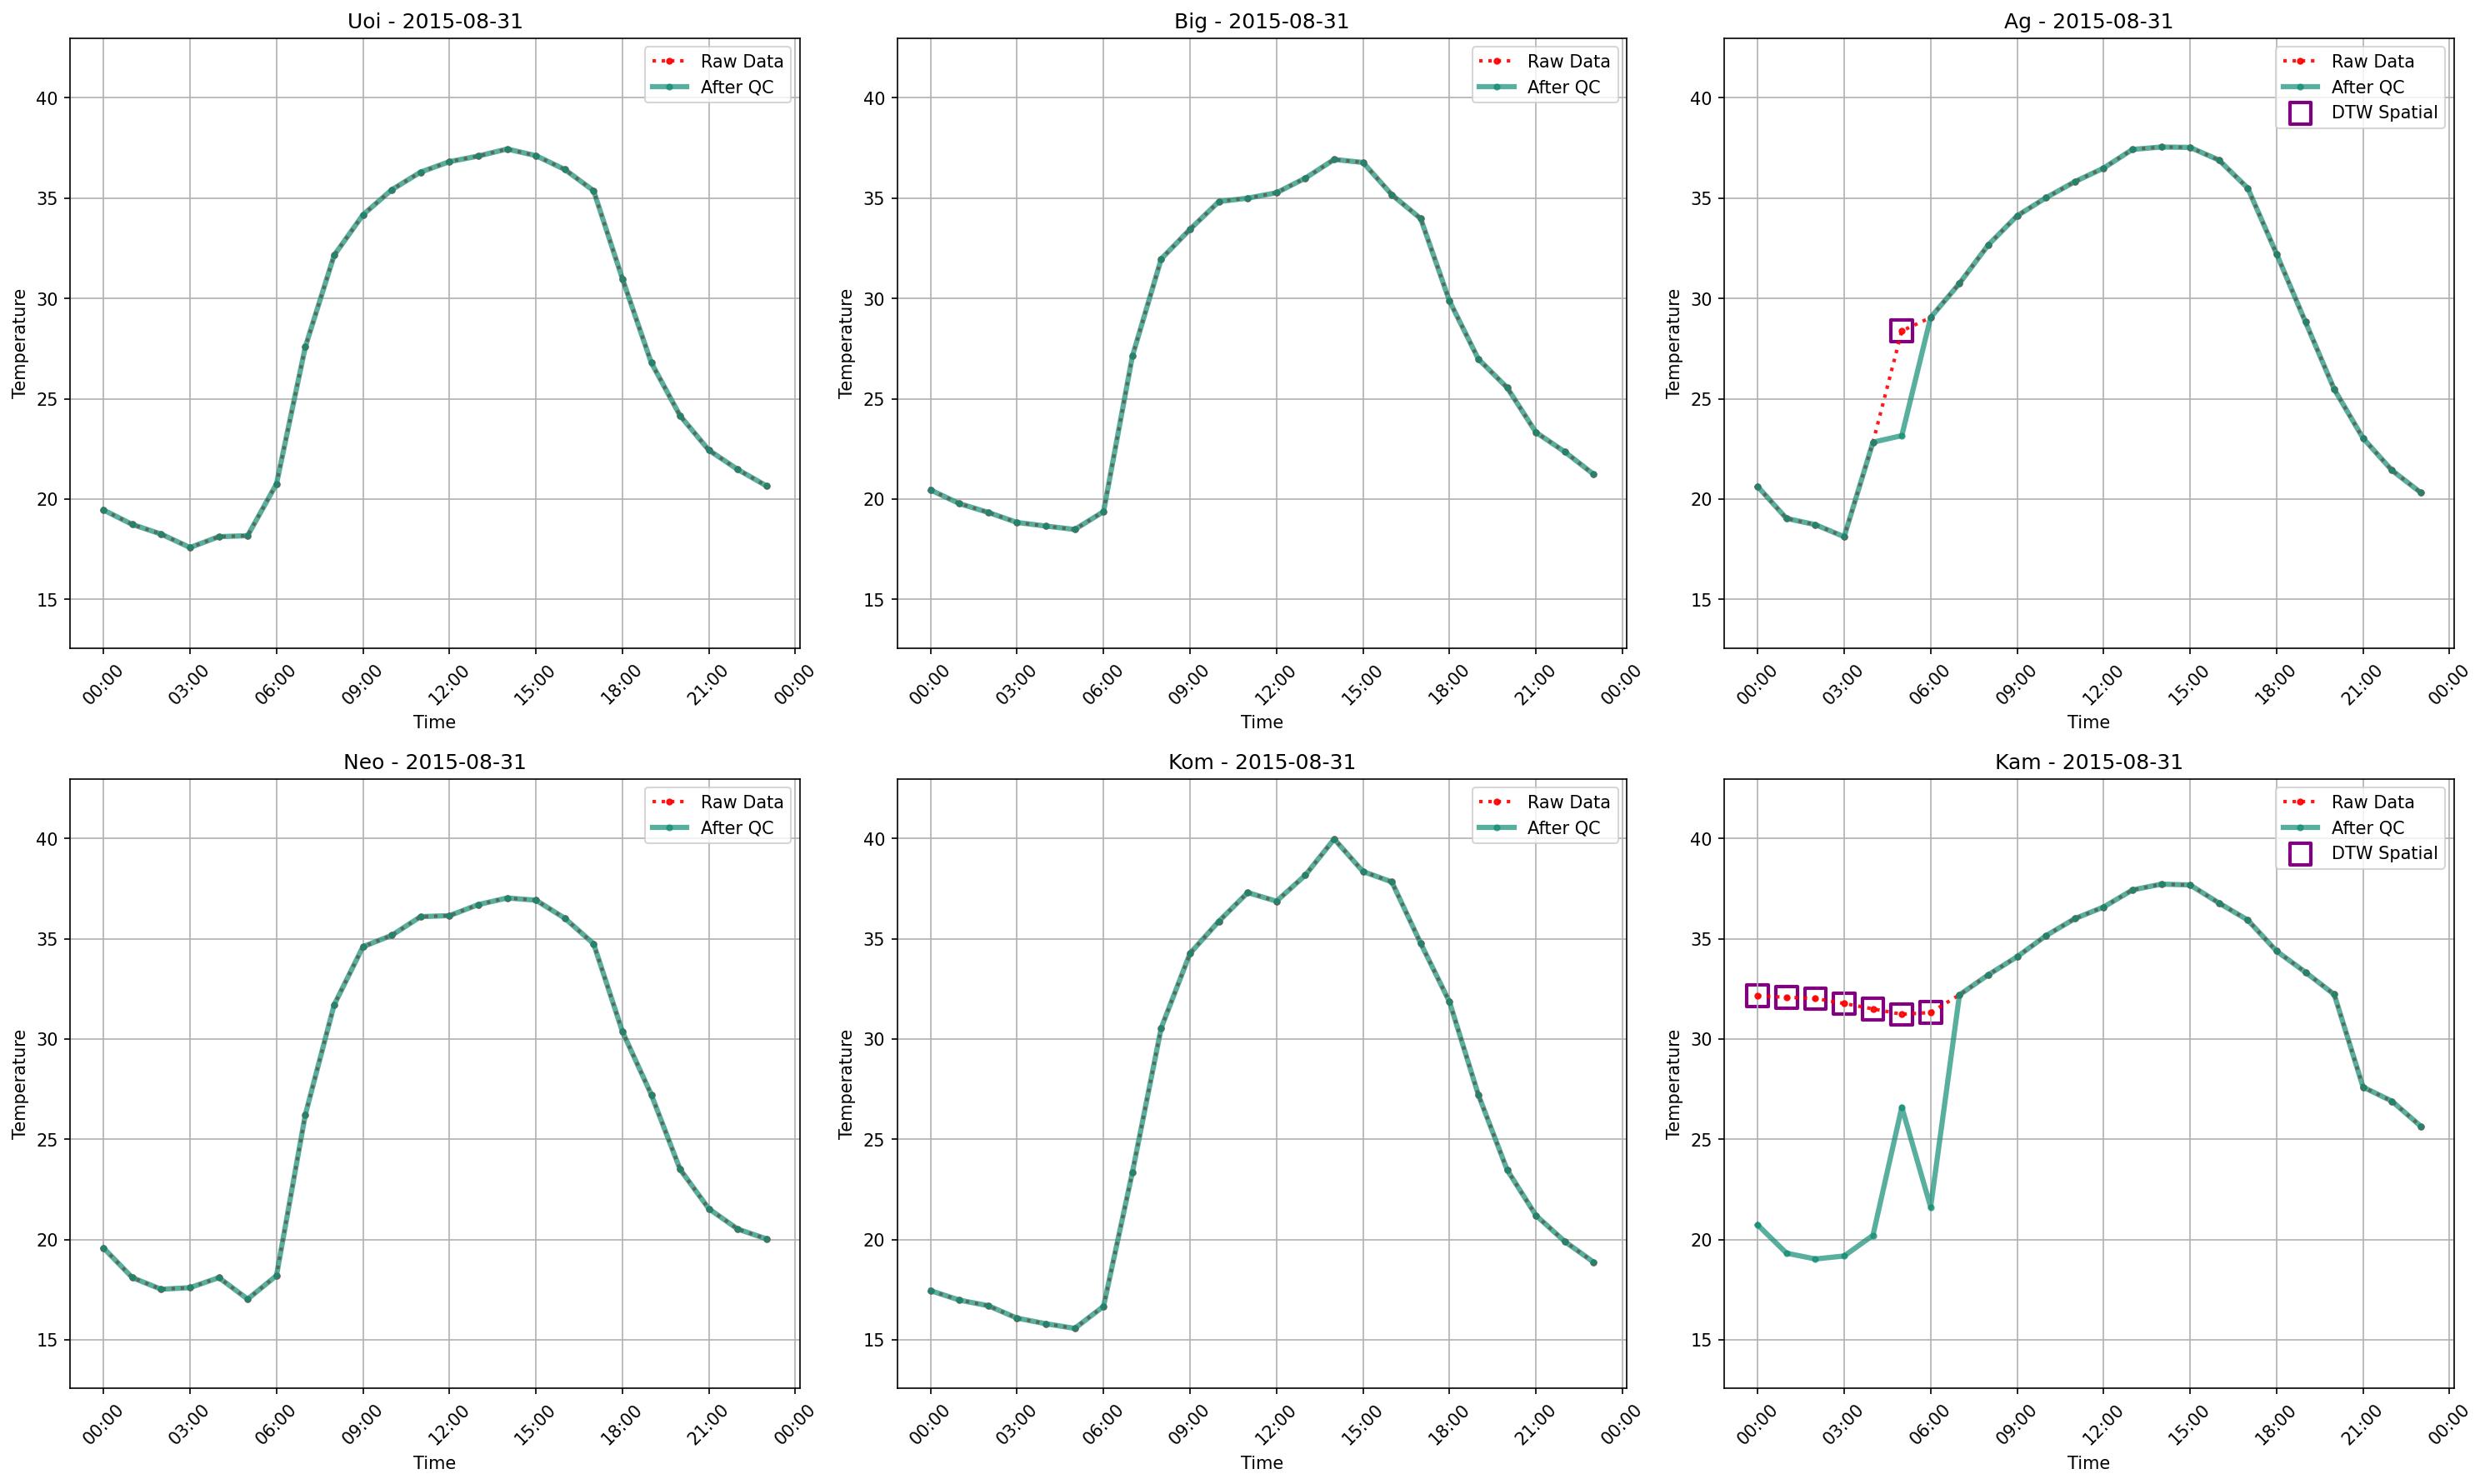 Uoi - 2015-08-31
Raw Data
After QC
Temperature
40
35
30
25
20
15
00:00 03:00 06:00 09:00 12:00 15:00 18:00 21:00 00:00
Time
Big - 2015-08-31
Raw Data
After QC
Temperature
40
35
30
25
20
15
00:00 03:00 06:00 09:00 12:00 15:00 18:00 21:00 00:00
Time
Ag - 2015-08-31
Raw Data
After QC
DTW Spatial
Temperature
40
35
30
25
20
15
00:00 03:00 06:00 09:00 12:00 15:00 18:00 21:00 00:00
Time
Neo - 2015-08-31
Raw Data
After QC
Temperature
40
35
30
25
20
15
00:00 03:00 06:00 09:00 12:00 15:00 18:00 21:00 00:00
Time
Kom - 2015-08-31
Raw Data
After QC
Temperature
40
35
30
25
20
15
00:00 03:00 06:00 09:00 12:00 15:00 18:00 21:00 00:00
Time
Kam - 2015-08-31
Raw Data
After QC
DTW Spatial
Temperature
40
35
30
25
20
15
00:00 03:00 06:00 09:00 12:00 15:00 18:00 21:00 00:00
Time